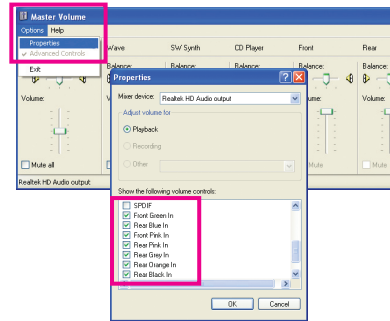 Master Volume
Options Help
Properties
Advanced Controls
Exit
Wave SW Synth CD Player Front Rear
Balance: Balance: Balance: Balance: Balance:
Volume:
Volume:
Mute all
Mute
Mute
Realtek HD Audio output
Properties
Mixer device: Realtek HD Audio output
Adjust volume for
Playback
Recording
Other
Show the following volume controls:
SPDIF
Front Green In
Rear Blue In
Front Pink In
Rear Pink In
Rear Grey In
Rear Orange In
Rear Black In
OK Cancel